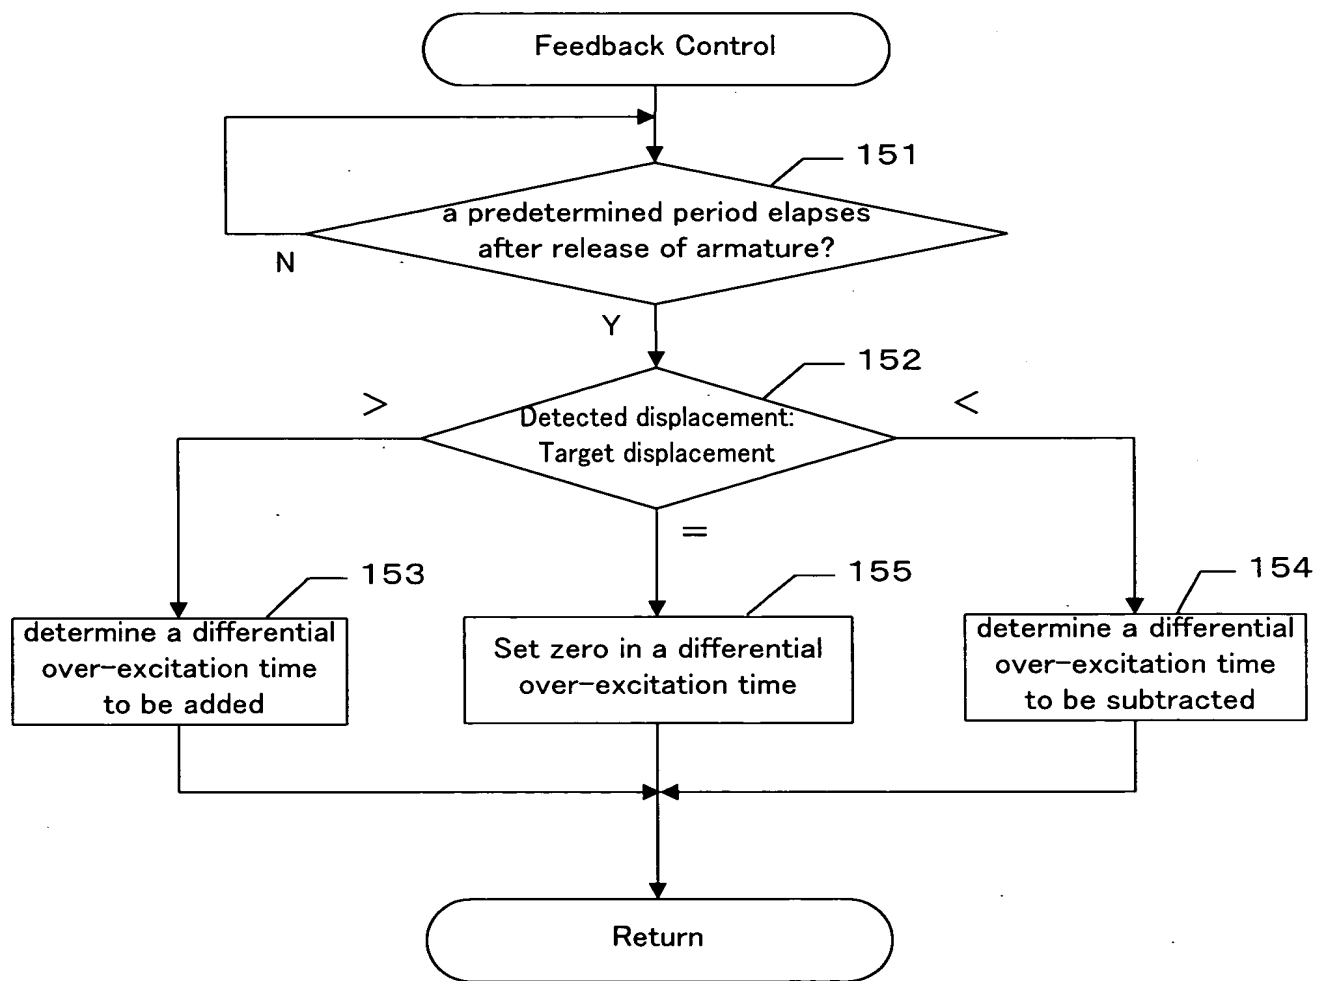 Feedback Control
151
a predetermined period elapses
after release of armature?
N
Y
152
>
<
Detected displacement:
Target displacement
=
153
155
154
determine a differential
over-excitation time
to be added
Set zero in a differential
over-excitation time
determine a differential
over-excitation time
to be subtracted
Return